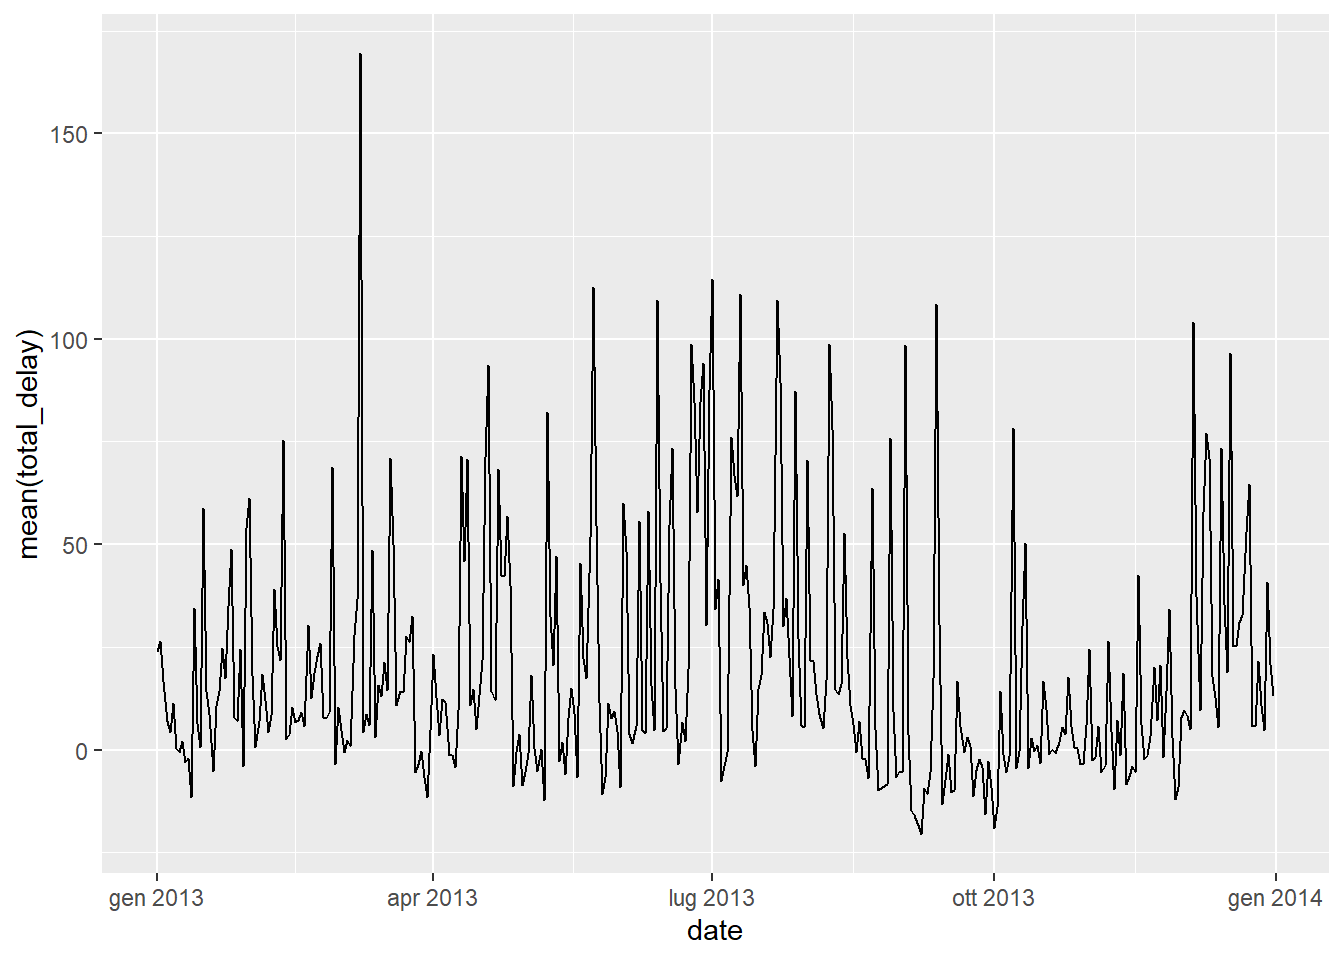 mean(total_delay)
150
100
50
0
gen 2013
apr 2013
lug 2013
ott 2013
gen 2014
date